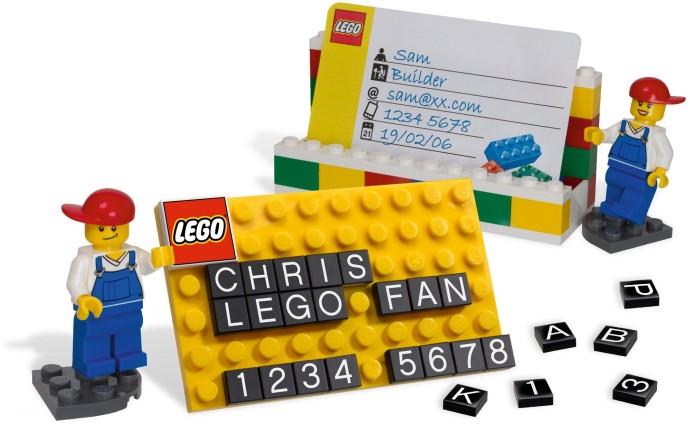 LEGO
Sam
Builder
@ sam@xx.com
1234 5678
21 19/02/06
LEGO
CHRIS
LEGO FAN
1234 5678
P
A B
K 1 3